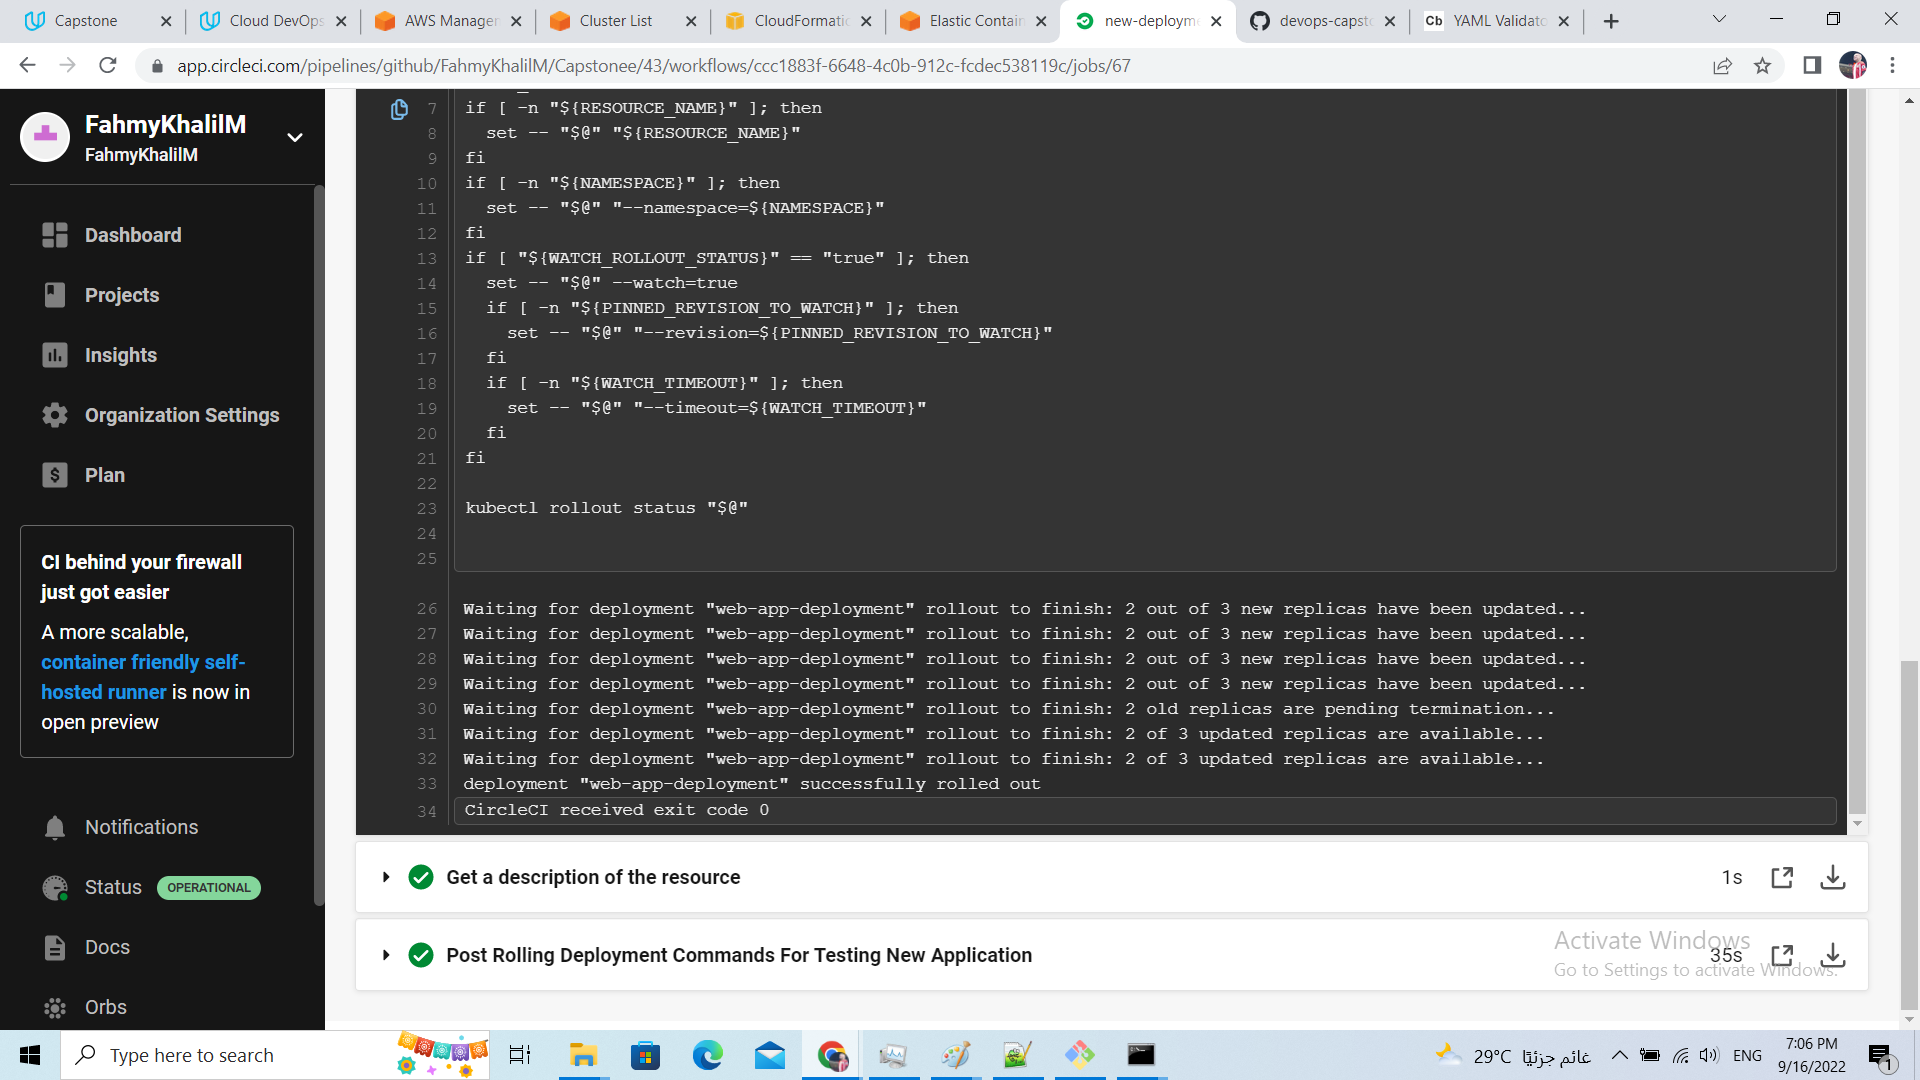 Capstone
Cloud DevOps
AWS Manager
Cluster List
CloudFormatic
Elastic Contain
new-deployme
devops-capsto
Cb YAML Validato
app.circleci.com/pipelines/github/FahmyKhalilM/Capstonee/43/workflows/ccc1883f-6648-4c0b-912c-fcdec538119c/jobs/67
FahmyKhalilM
FahmyKhalilM
Dashboard
Projects
Insights
Organization Settings
Plan
CI behind your firewall
just got easier
A more scalable,
container friendly self-
hosted runner is now in
open preview
Notifications
Status OPERATIONAL
Docs
Orbs
7 if [ -n "${RESOURCE_NAME}" ]; then
8 set -- "$@" "${RESOURCE_NAME}"
9 fi
10 if [ -n "${NAMESPACE}" ]; then
11 set -- "$@" "--namespace=${NAMESPACE}"
12 fi
13 if [ "${WATCH_ROLLOUT_STATUS}" == "true" ]; then
14 set -- "$@" --watch=true
15 if [ -n "${PINNED_REVISION_TO_WATCH}" ]; then
16 set -- "$@" "--revision=${PINNED_REVISION_TO_WATCH}"
17 fi
18 if [ -n "${WATCH_TIMEOUT}" ]; then
19 set -- "$@" "--timeout=${WATCH_TIMEOUT}"
20 fi
21 fi
22
23 kubectl rollout status "$@"
24
25
26 Waiting for deployment "web-app-deployment" rollout to finish: 2 out of 3 new replicas have been updated...
27 Waiting for deployment "web-app-deployment" rollout to finish: 2 out of 3 new replicas have been updated...
28 Waiting for deployment "web-app-deployment" rollout to finish: 2 out of 3 new replicas have been updated...
29 Waiting for deployment "web-app-deployment" rollout to finish: 2 out of 3 new replicas have been updated...
30 Waiting for deployment "web-app-deployment" rollout to finish: 2 old replicas are pending termination...
31 Waiting for deployment "web-app-deployment" rollout to finish: 2 of 3 updated replicas are available...
32 Waiting for deployment "web-app-deployment" rollout to finish: 2 of 3 updated replicas are available...
33 deployment "web-app-deployment" successfully rolled out
34 CircleCI received exit code 0
Get a description of the resource 1s
Post Rolling Deployment Commands For Testing New Application 35s
Activate Windows
Go to Settings to activate Windows.
Type here to search
29°C غائم جزئيًا
ENG
7:06 PM
9/16/2022
1